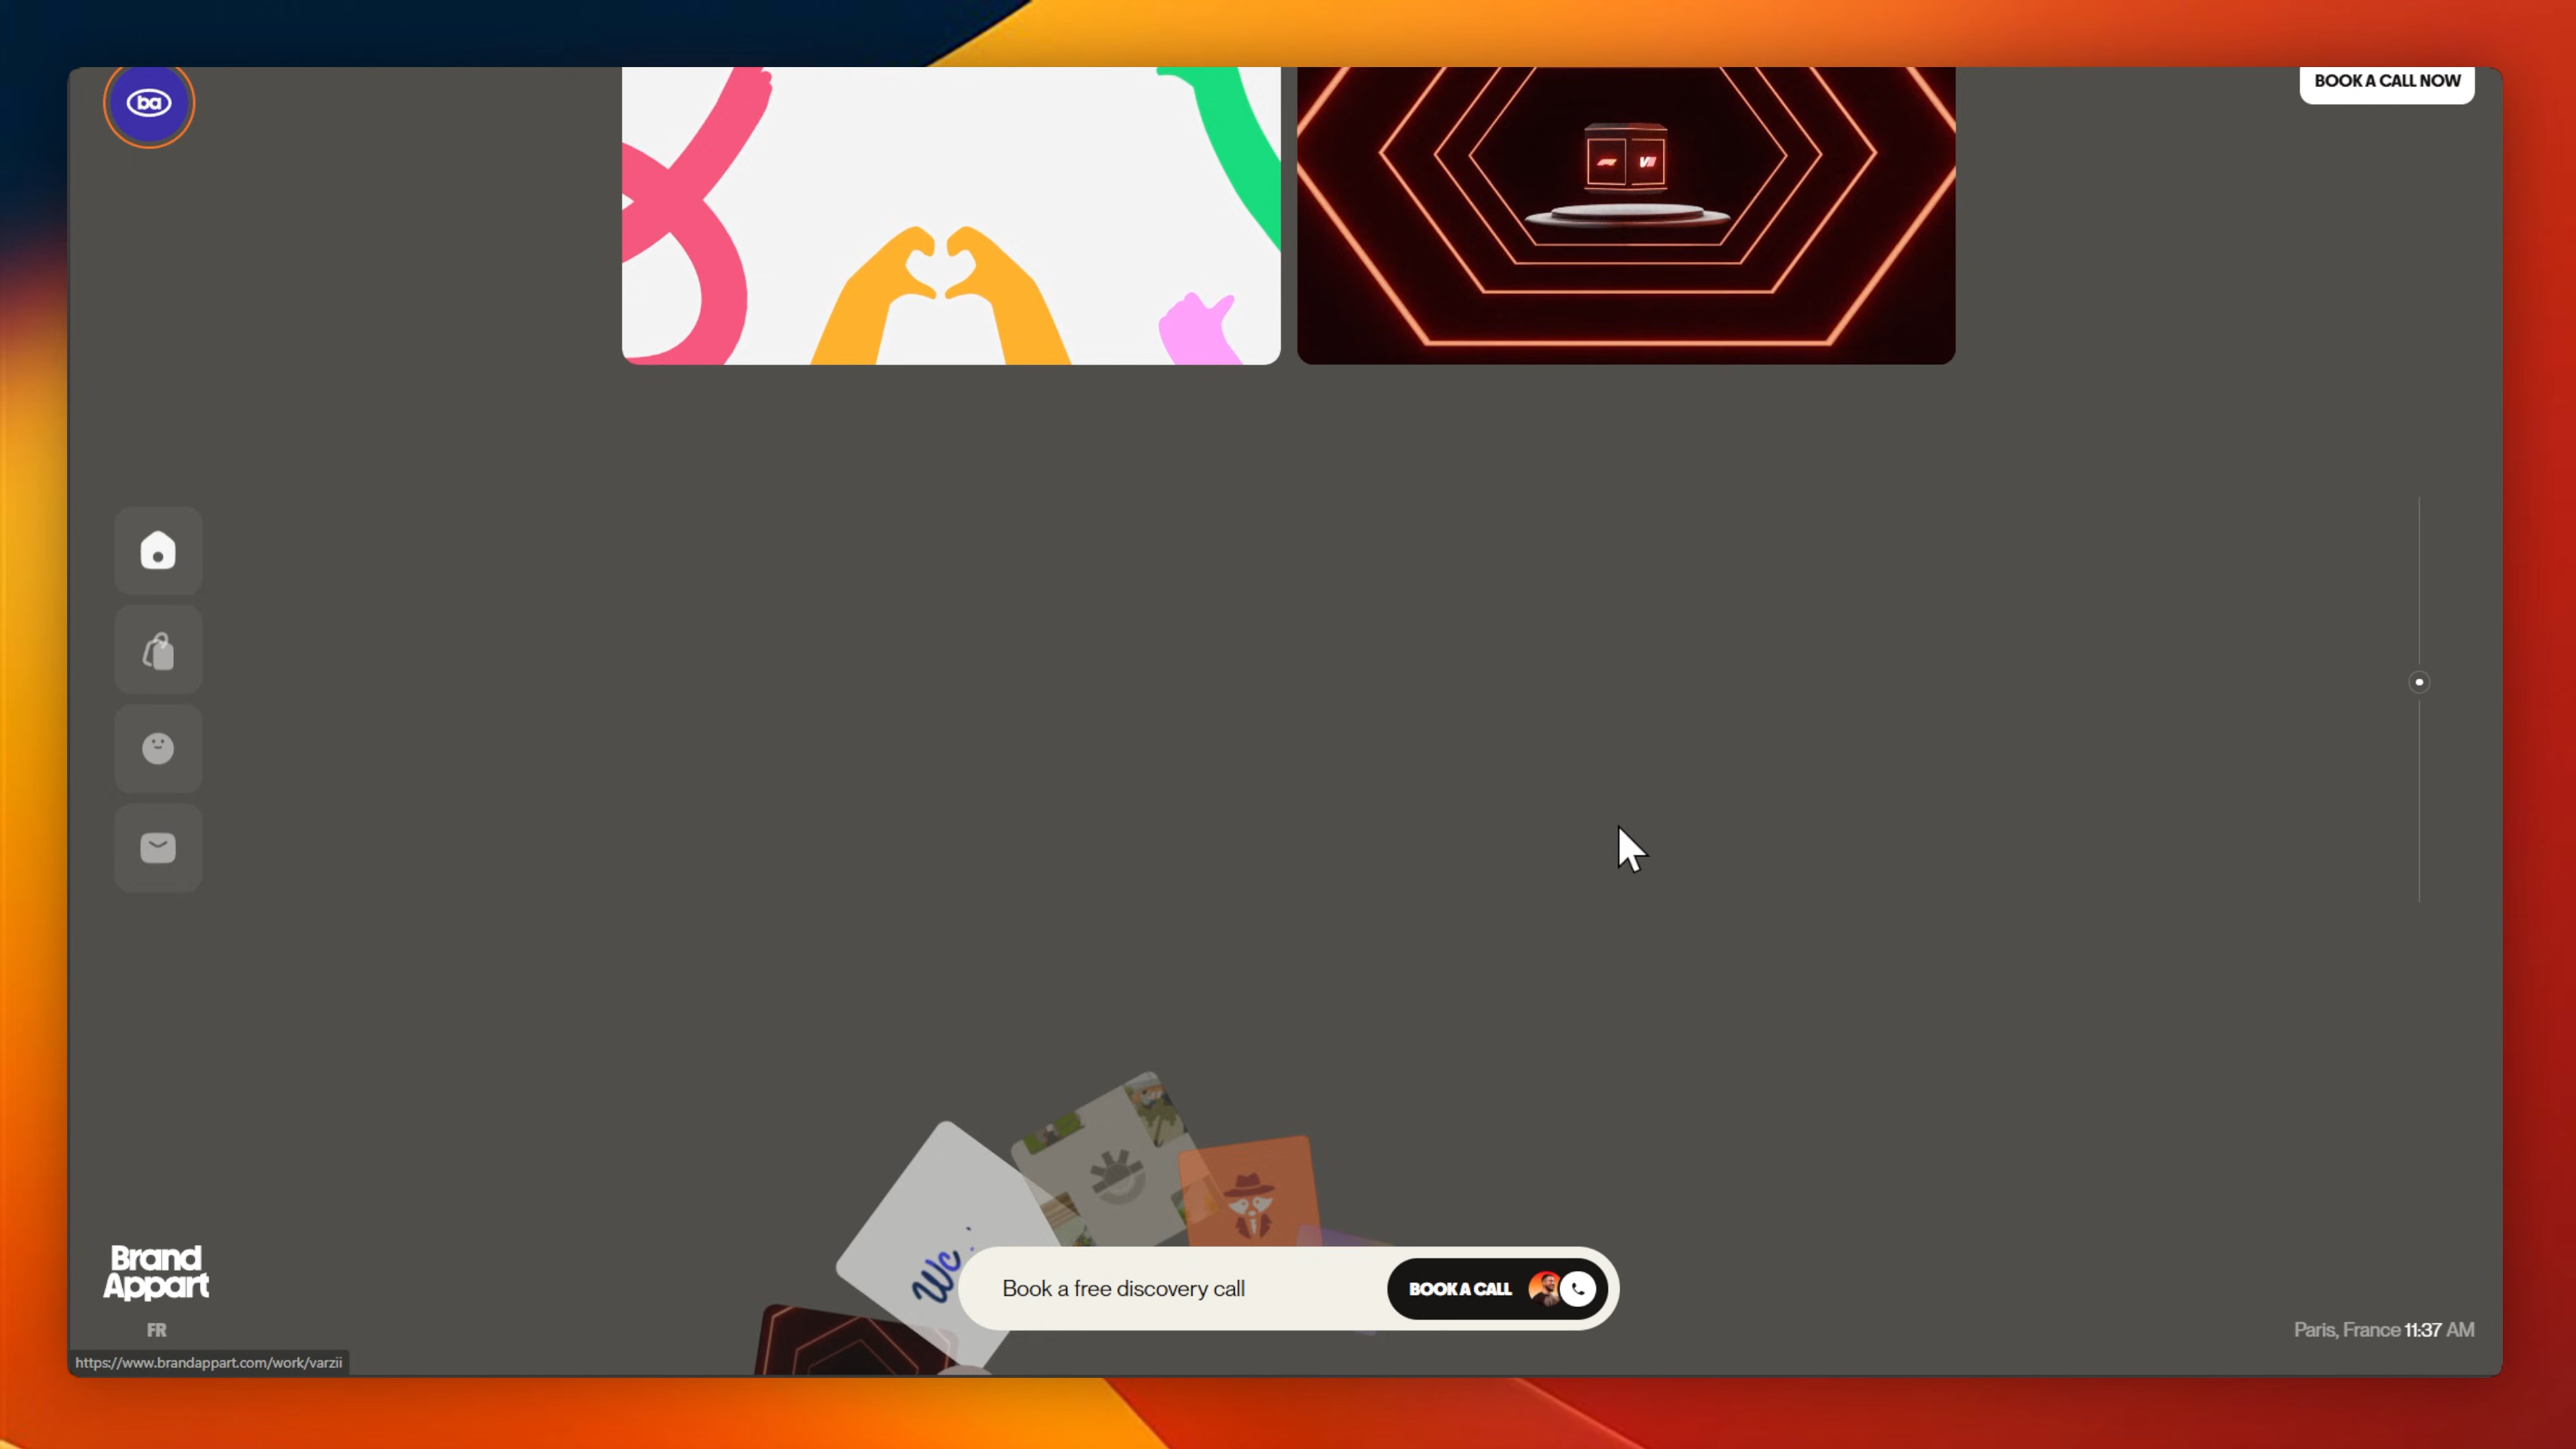 ba
BOOK A CALL NOW
Book a free discovery call
BOOK A CALL
Brand
Appart
FR
Paris, France 11:37 AM
https://www.brandappart.com/work/varzii